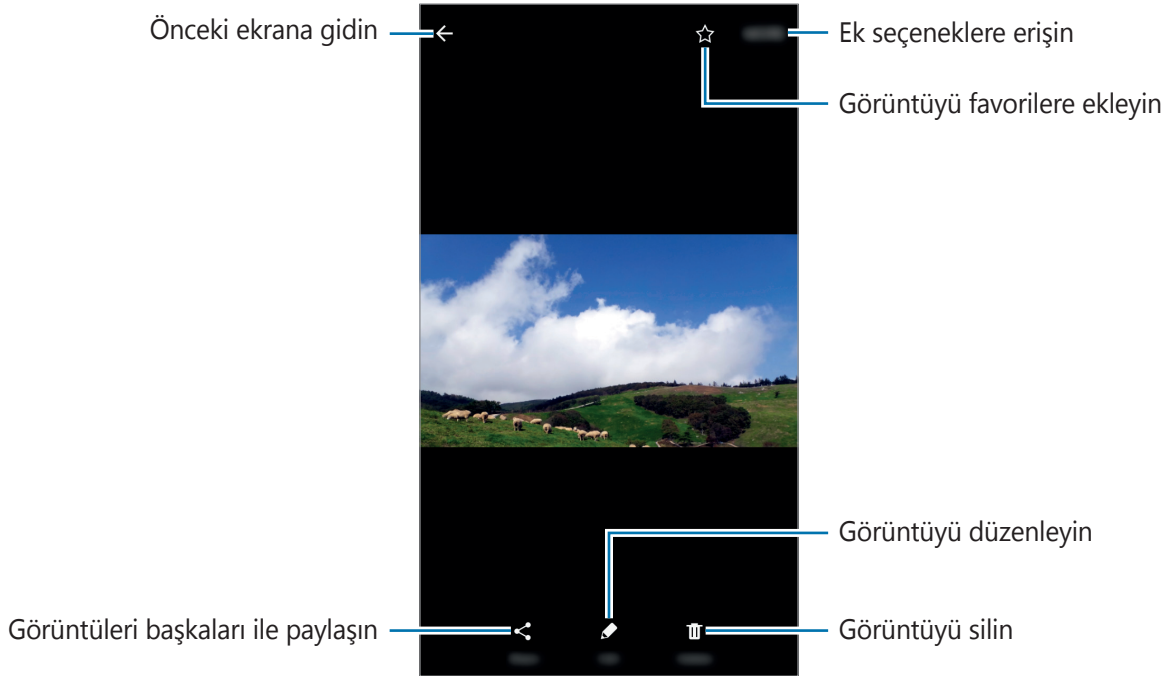 Önceki ekrana gidin
Ek seçeneklere erişin
Görüntüyü favorilere ekleyin
Görüntüyü düzenleyin
Görüntüleri başkaları ile paylaşın
Görüntüyü silin